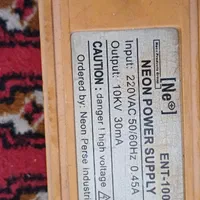 [Ne+]
ENT-100
NEON POWER SUPPLY
Input: 220VAC 50/60Hz 0.45A
Output: 10KV 30mA
CAUTION: danger ! high voltage
Ordered by: Neon Perse Industri